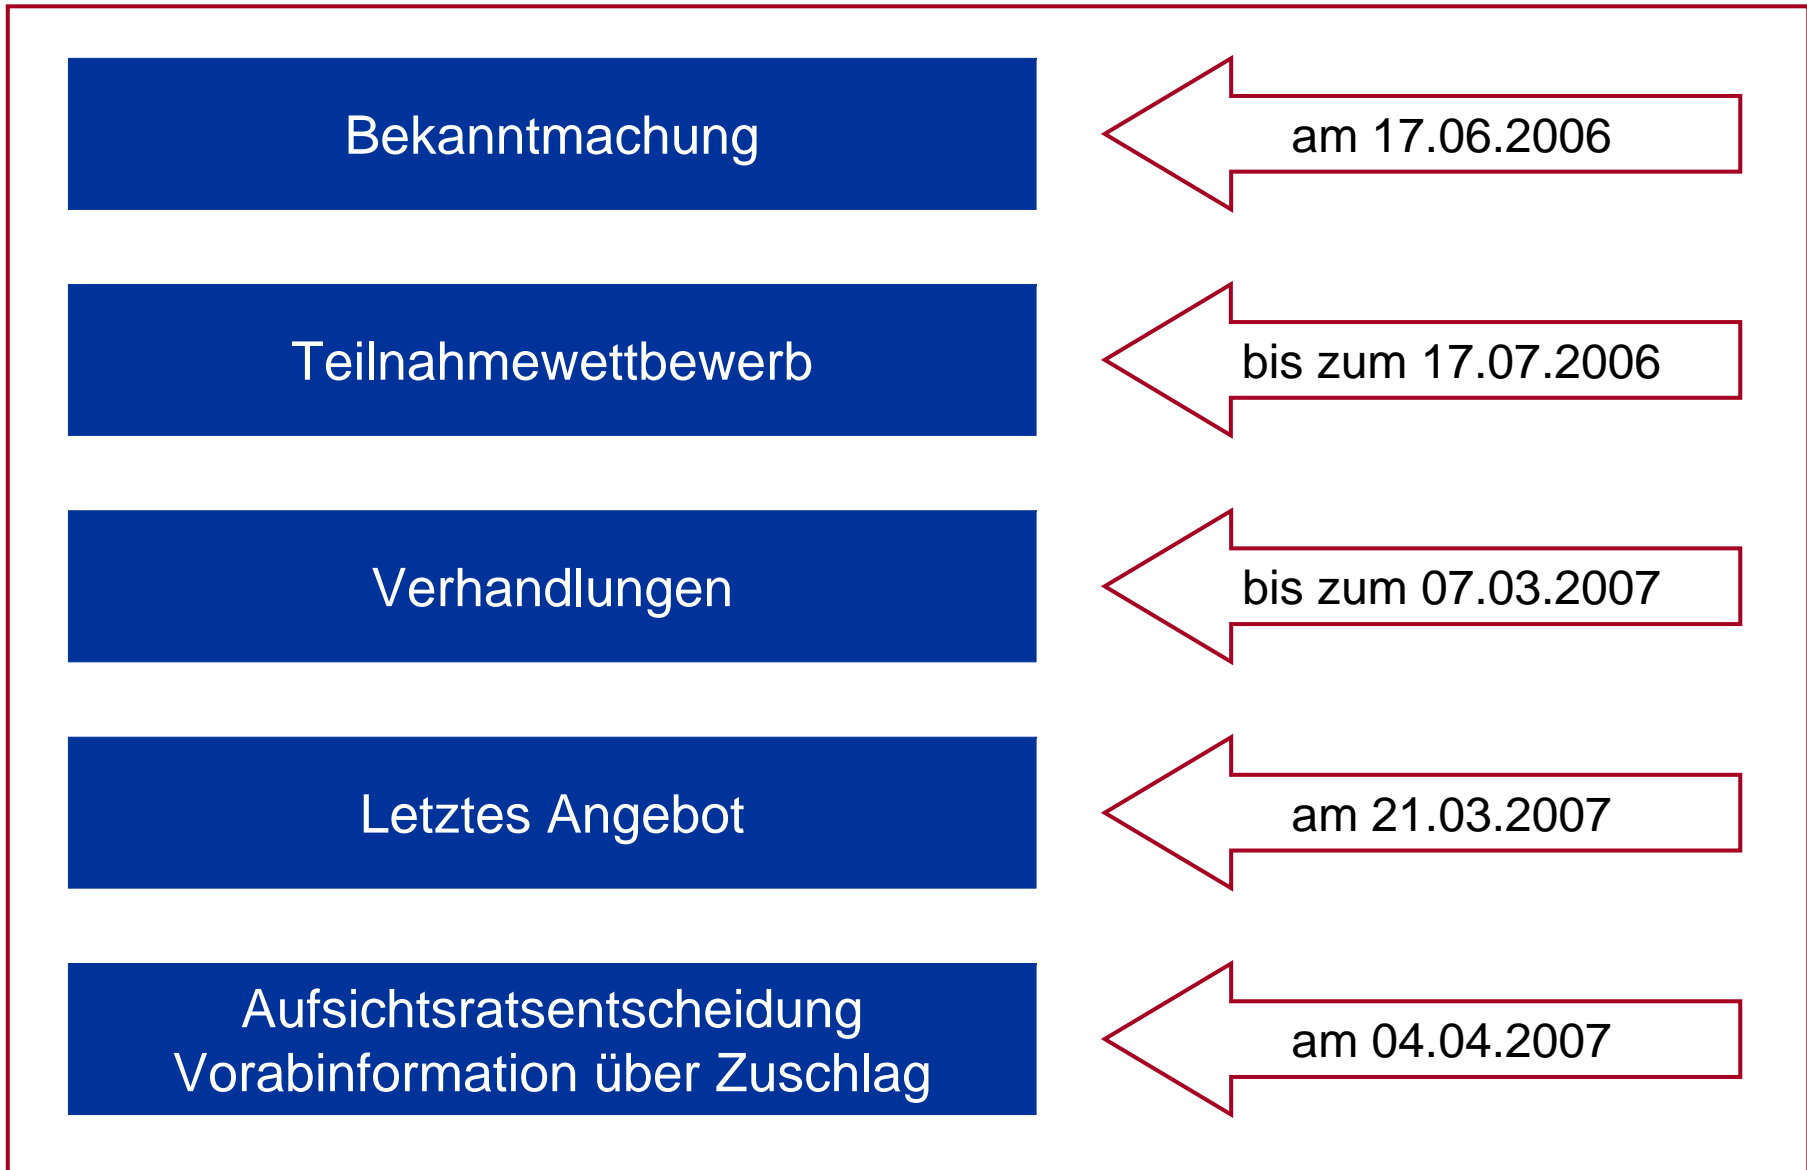 Bekanntmachung
am 17.06.2006
Teilnahmewettbewerb
bis zum 17.07.2006
Verhandlungen
bis zum 07.03.2007
Letztes Angebot
am 21.03.2007
Aufsichtsratsentscheidung
Vorabinformation über Zuschlag
am 04.04.2007